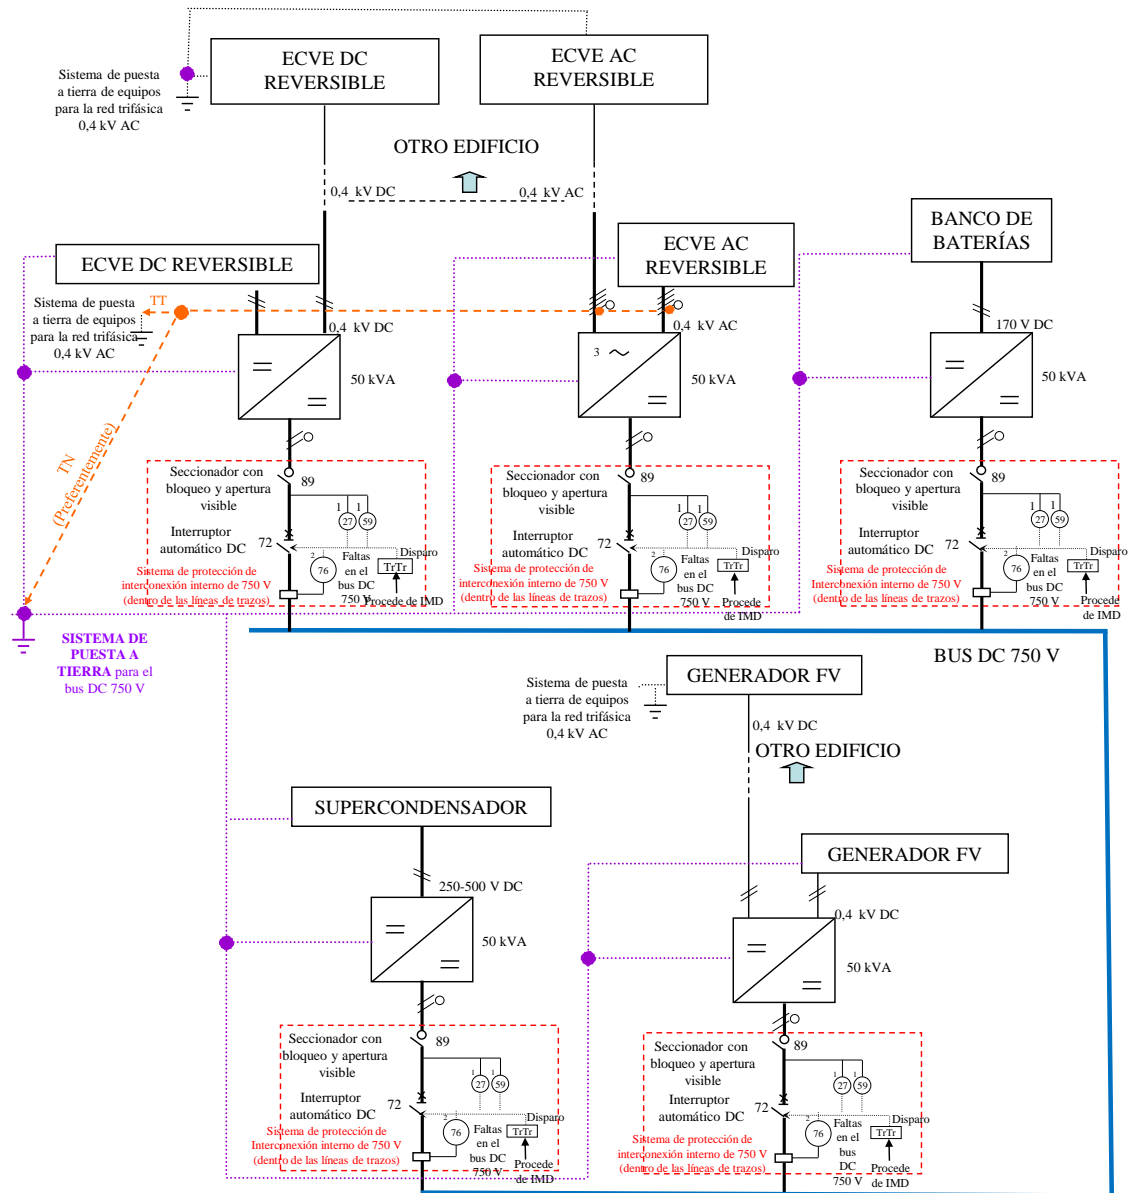 ECVE DC
REVERSIBLE
ECVE AC
REVERSIBLE
Sistema de puesta
a tierra de equipos
para la red trifásica
0,4 kV AC
OTRO EDIFICIO
0,4 kV DC
0,4 kV AC
BANCO DE
BATERÍAS
ECVE DC REVERSIBLE
ECVE AC
REVERSIBLE
TT
Sistema de puesta
a tierra de equipos
para la red trifásica
0,4 kV AC
0,4 kV DC
0,4 kV AC
170 V DC
3
50 kVA
50 kVA
50 kVA
TN
(Preferentemente)
Seccionador con
bloqueo y apertura
visible
89
1
1
27
59
Interruptor
automático DC
72
2
76
Faltas
en el
bus DC
750 V
Disparo
TrTr
Procede de IMD
Sistema de protección de
interconexión interno de 750 V
(dentro de las líneas de trazos)
Seccionador con
bloqueo y apertura
visible
89
1
1
27
59
Interruptor
automático DC
72
2
76
Faltas
en el
bus DC
750 V
Disparo
TrTr
Procede
de IMD
Sistema de protección de
interconexión interno de 750 V
(dentro de las líneas de trazos)
Seccionador con
bloqueo y apertura
visible
89
1
1
27
59
Interruptor
automático DC
72
2
76
Faltas
en el
bus DC
750 V
Disparo
TrTr
Procede
de IMD
Sistema de protección de
Interconexión interno de 750 V
(dentro de las líneas de trazos)
SISTEMA DE
PUESTA A
TIERRA para el
bus DC 750 V
BUS DC 750 V
GENERADOR FV
Sistema de puesta
a tierra de equipos
para la red trifásica
0,4 kV AC
0,4 kV DC
OTRO EDIFICIO
SUPERCONDENSADOR
GENERADOR FV
250-500 V DC
0,4 kV DC
50 kVA
50 kVA
Seccionador con
bloqueo y apertura
visible
89
1
1
27
59
Interruptor
automático DC
72
2
76
Faltas
en el
bus DC
750 V
Disparo
TrTr
Procede
de IMD
Sistema de protección de
Interconexión interno de 750 V
(dentro de las líneas de trazos)
Seccionador con
bloqueo y apertura
visible
89
1
1
27
59
Interruptor
automático DC
72
2
76
Faltas
en el
bus
DC
750 V
Disparo
TrTr
Procede
de IMD
Sistema de protección de
interconexión interno de 750 V
(dentro de las líneas de trazos)